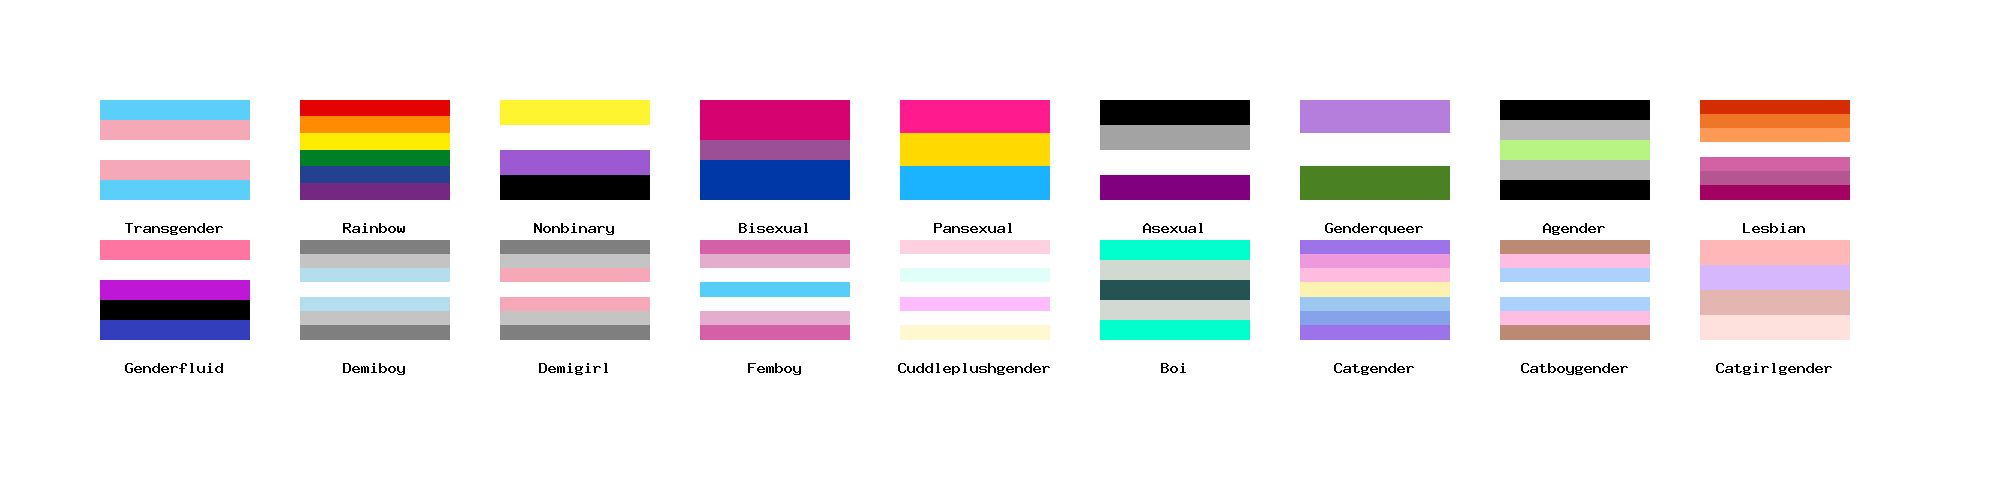 Transgender Rainbow Nonbinary Bisexual Pansexual Asexual Genderqueer Agender Lesbian
Genderfluid Demiboy Demigirl Femboy Cuddleplushgender Boi Catgender Catboygender Catgirlgender